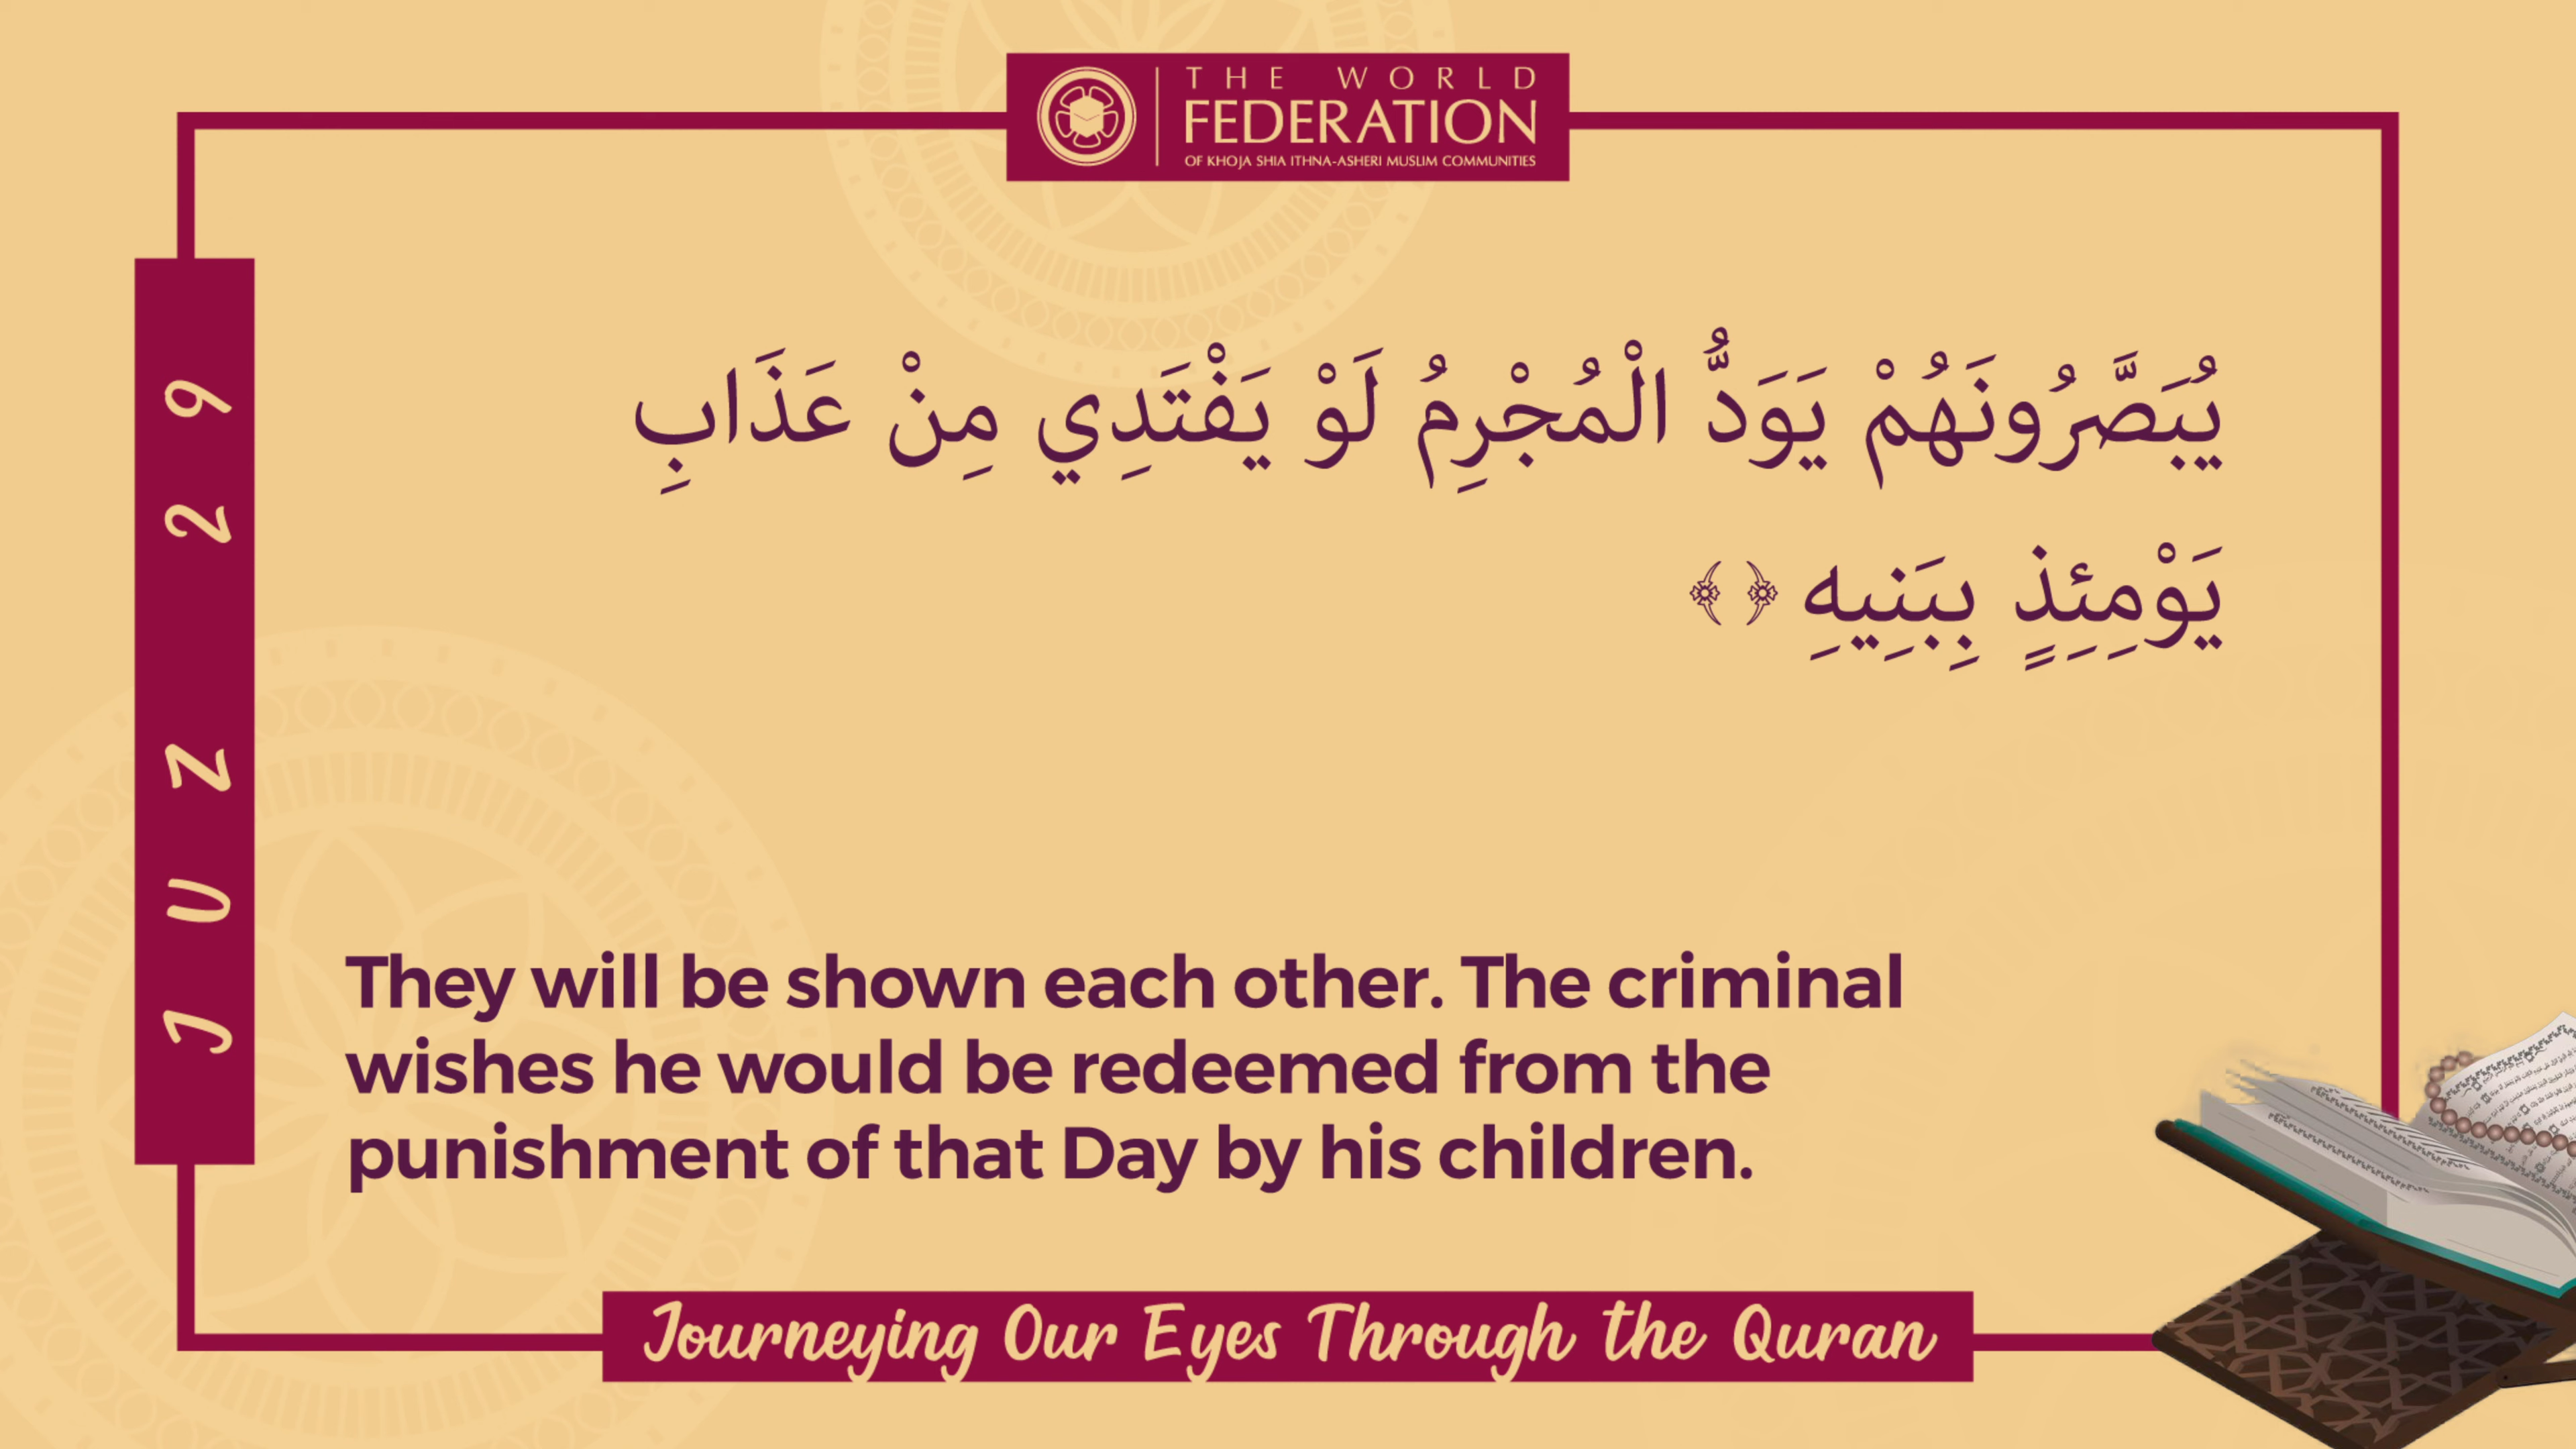 THE WORLD
FEDERATION
OF KHOJA SHIA ITHNA-ASHERI MUSLIM COMMUNITIES
JUZ 29
يُبَصَّرُونَهُمْ يَوَدُّ الْمُجْرِمُ لَوْ يَفْتَدِي مِنْ عَذَابِ
يَوْمِئِذٍ بِبَنِيهِ ﴿ ﴾
They will be shown each other. The criminal
wishes he would be redeemed from the
punishment of that Day by his children.
Journeying Our Eyes Through the Quran